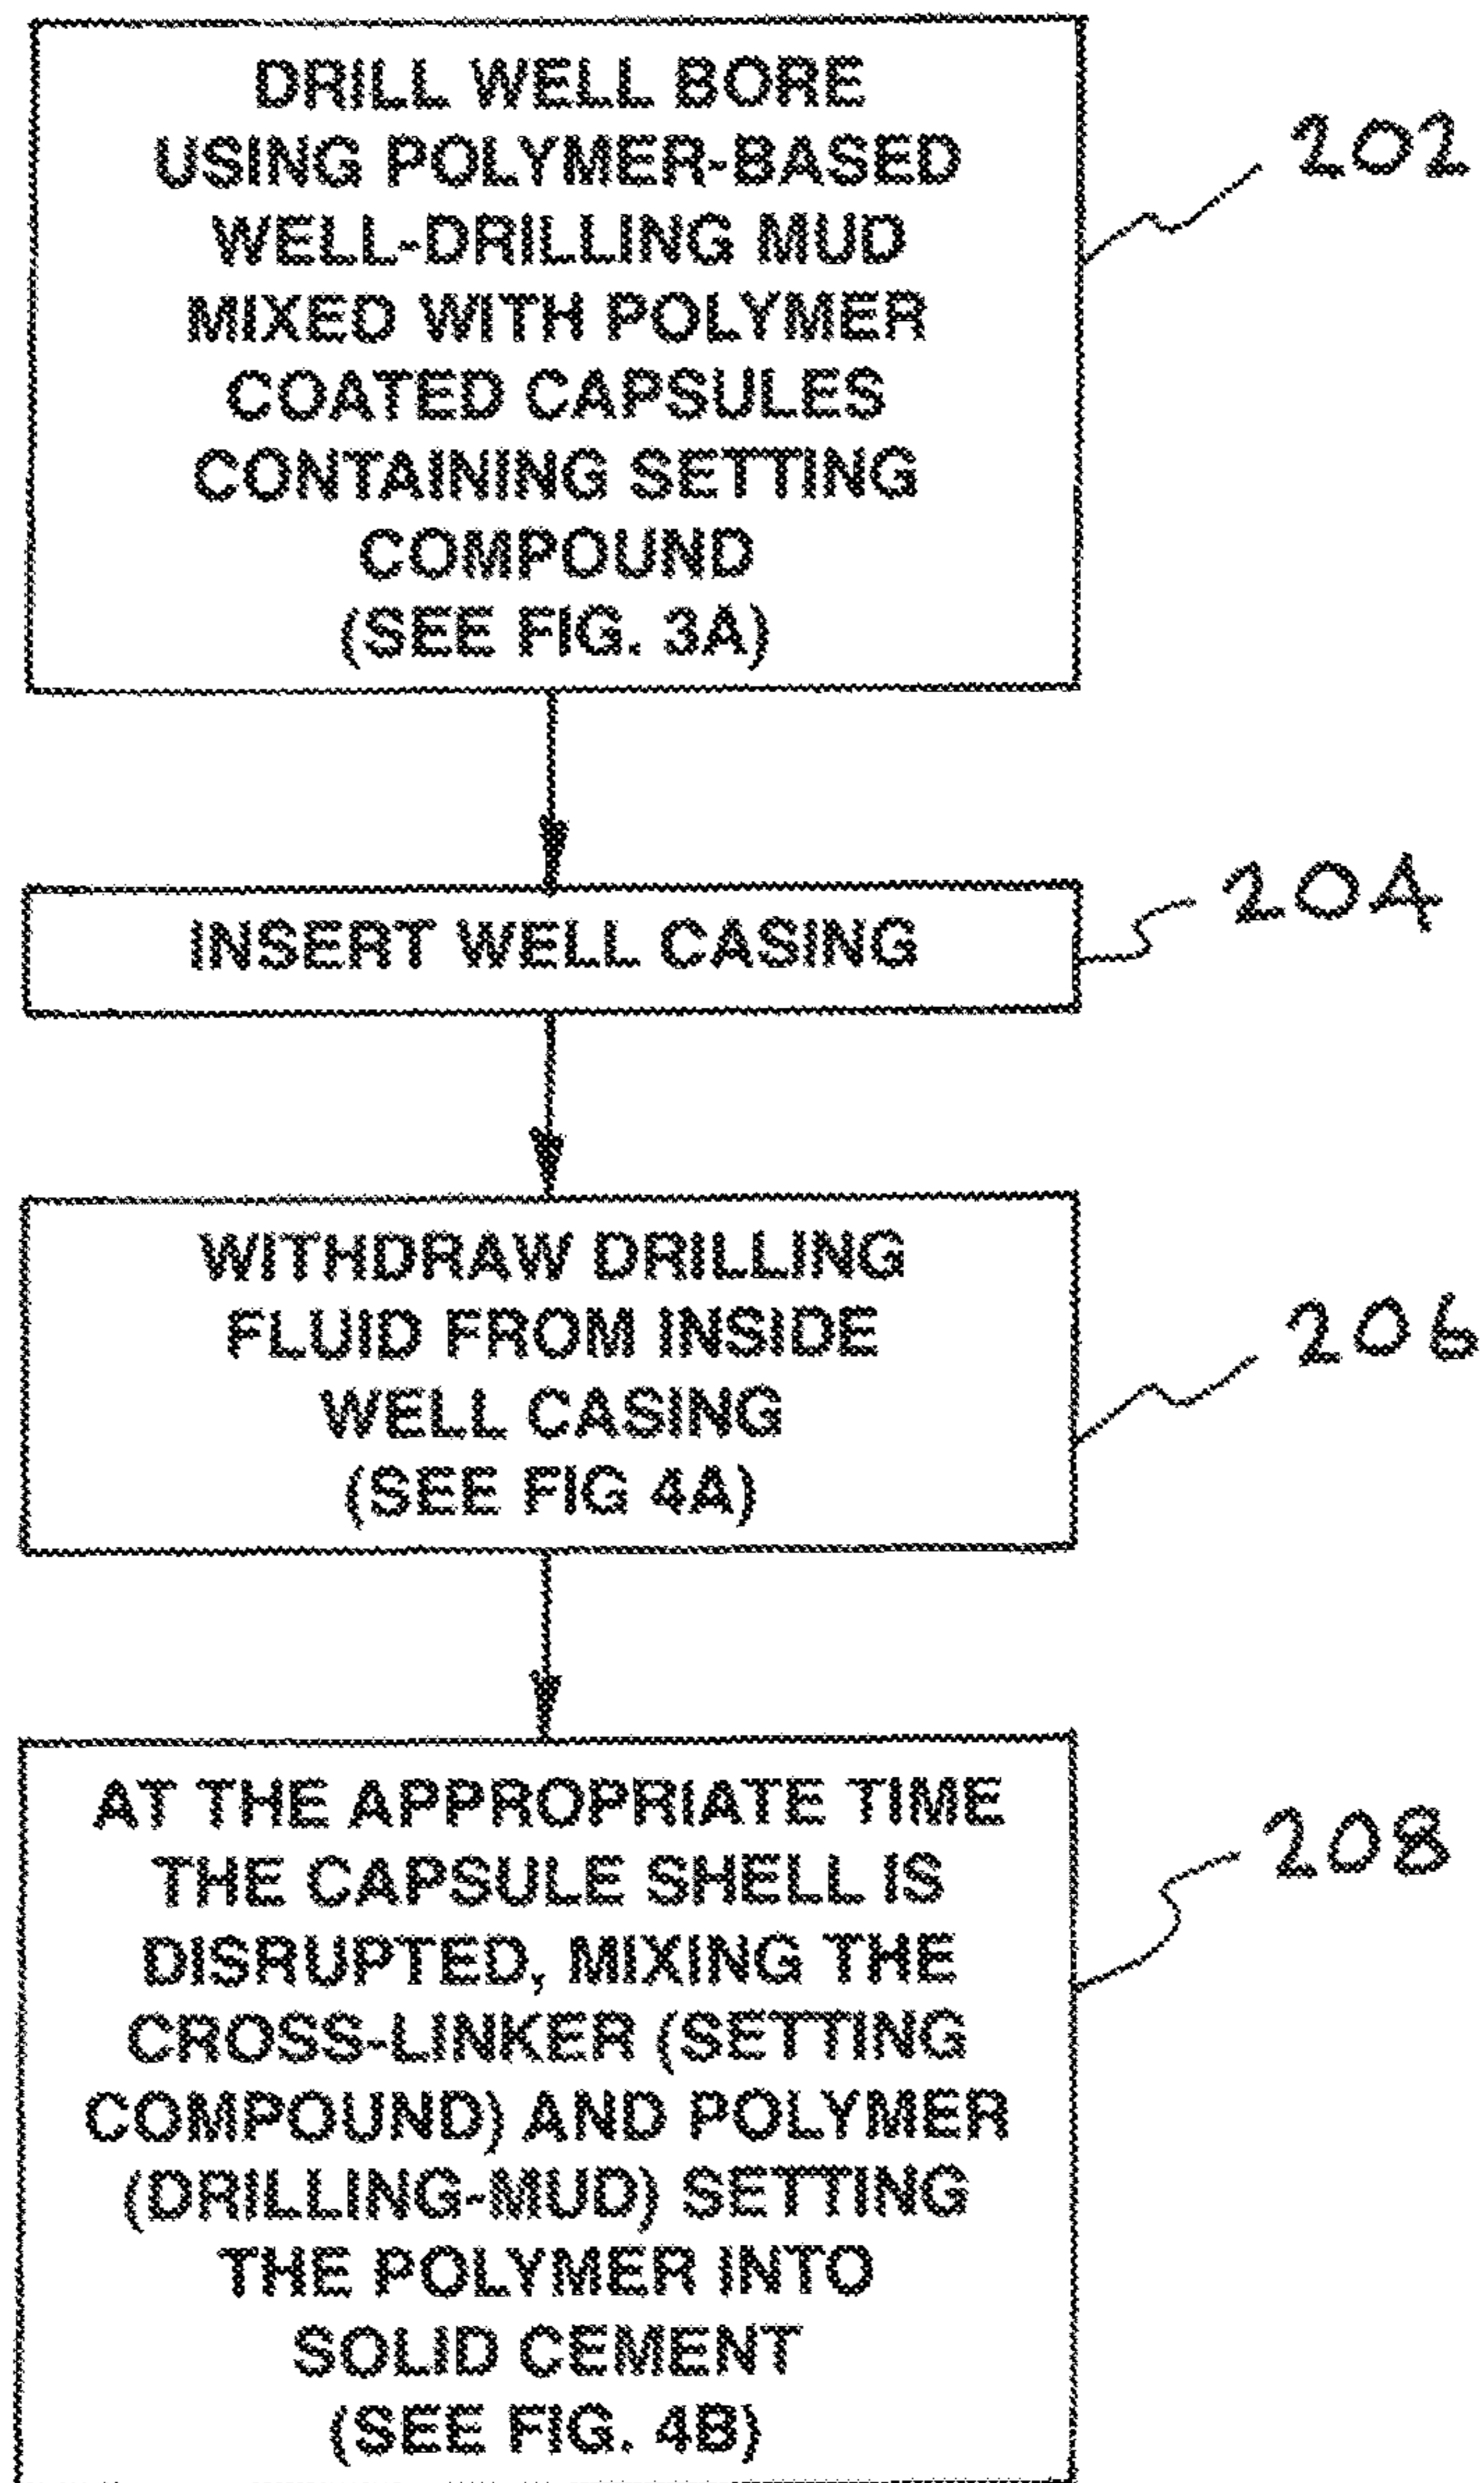 DRILL WELL BORE
USING POLYMER-BASED
WELL-DRILLING MUD
MIXED WITH POLYMER
COATED CAPSULES
CONTAINING SETTING
COMPOUND
(SEE FIG. 3A)
202
INSERT WELL CASING
204
WITHDRAW DRILLING
FLUID FROM INSIDE
WELL CASING
(SEE FIG 4A)
206
AT THE APPROPRIATE TIME
THE CAPSULE SHELL IS
DISRUPTED, MIXING THE
CROSS-LINKER (SETTING
COMPOUND) AND POLYMER
(DRILLING-MUD) SETTING
THE POLYMER INTO
SOLID CEMENT
(SEE FIG. 4B)
208